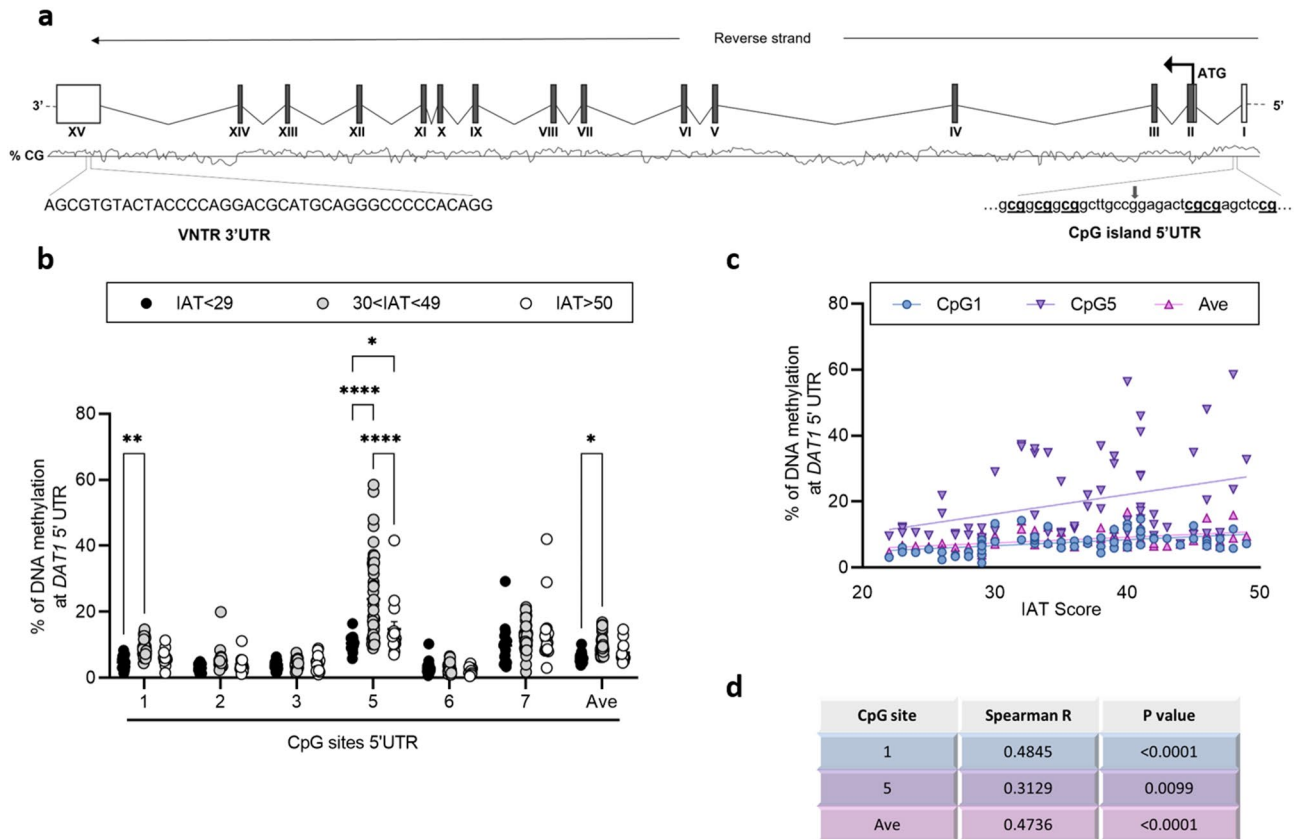 a
Reverse strand
ATG
3'
5'
XV XIV XIII XII XI X IX VIII VII VI V IV III II I
% CG
AGCGTGTACTACCCCAGGACGCATGCAGGGCCCCCACAGG
...gcggcggcggcttgccggagactcgcgagctccg...
VNTR 3'UTR
CpG island 5'UTR
b
IAT<29 30<IAT<49 IAT>50
*
****
** **** *
% of DNA methylation
at DAT1 5' UTR
80
60
40
20
0
1 2 3 5 6 7 Ave
CpG sites 5'UTR
c
CpG1 CpG5 Ave
% of DNA methylation
at DAT1 5' UTR
80
60
40
20
0
20 30 40 50
IAT Score
d
CpG site Spearman R P value
1 0.4845 <0.0001
5 0.3129 0.0099
Ave 0.4736 <0.0001